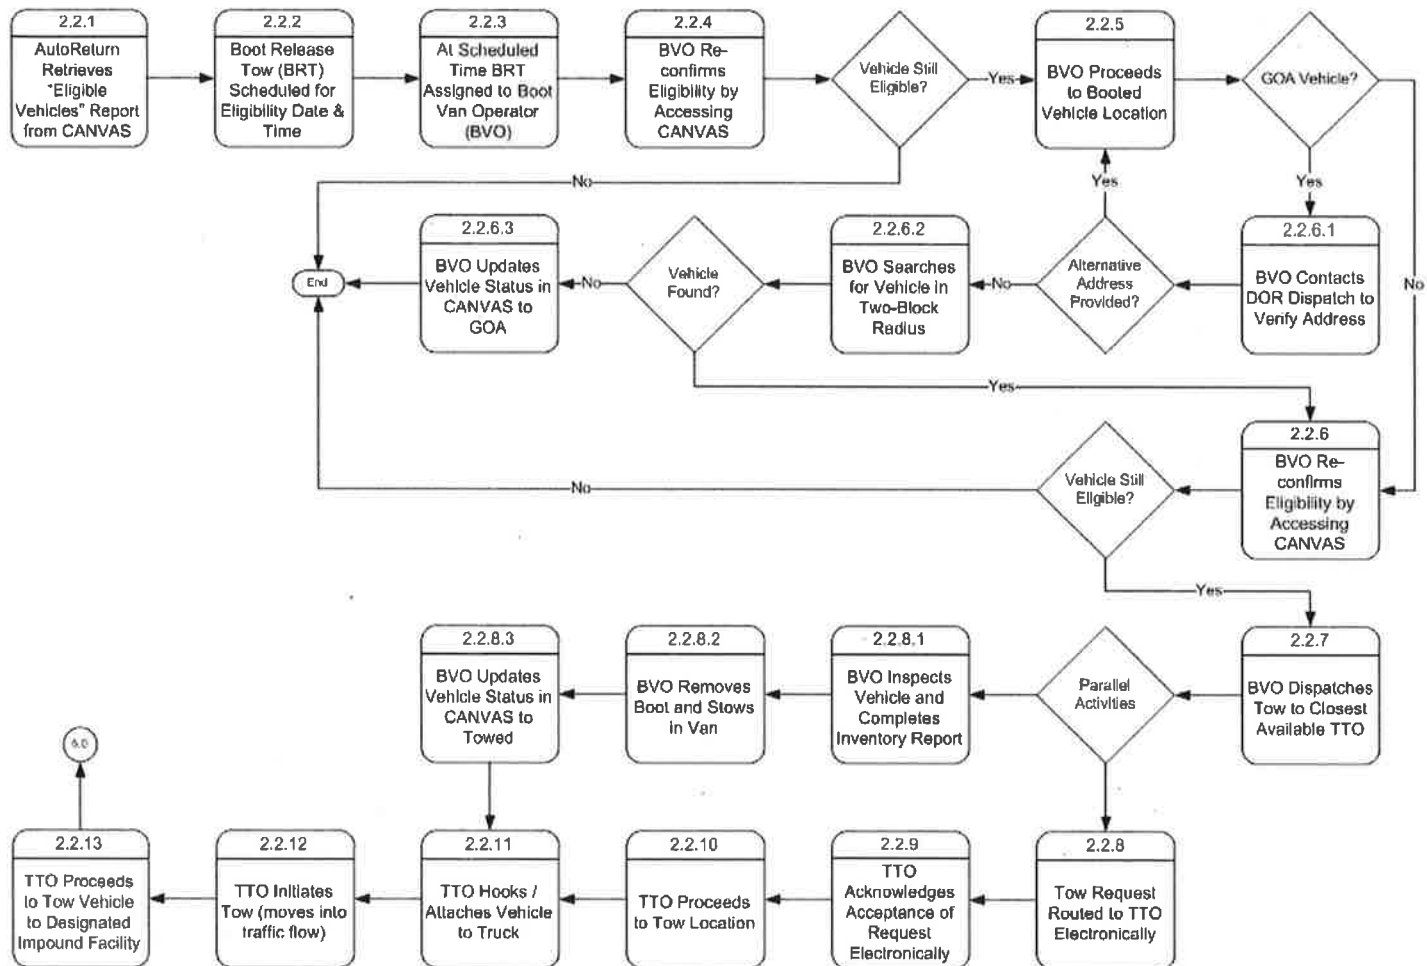 2.2.1
AutoReturn
Retrieves
"Eligible
Vehicles" Report
from CANVAS
2.2.2
Boot Release
Tow (BRT)
Scheduled for
Eligibility Date &
Time
2.2.3
At Scheduled
Time BRT
Assigned to Boot
Van Operator
(BVO)
2.2.4
BVO Re-
confirms
Eligibility by
Accessing
CANVAS
Vehicle Still
Eligible?
Yes
2.2.5
BVO Proceeds
to Booted
Vehicle Location
GOA Vehicle?
No
Yes
Yes
No
2.2.6.3
BVO Updates
Vehicle Status in
CANVAS to
GOA
End
No
Vehicle
Found?
2.2.6.2
BVO Searches
for Vehicle in
Two-Block
Radius
No
Alternative
Address
Provided?
2.2.6.1
BVO Contacts
DOR Dispatch to
Verify Address
Yes
2.2.6
BVO Re-
confirms
Eligibility by
Accessing
CANVAS
Vehicle Still
Eligible?
No
Yes
2.2.8.3
BVO Updates
Vehicle Status in
CANVAS to
Towed
2.2.8.2
BVO Removes
Boot and Stows
in Van
2.2.8.1
BVO Inspects
Vehicle and
Completes
Inventory Report
Parallel
Activities
2.2.7
BVO Dispatches
Tow to Closest
Available TTO
6.0
2.2.13
TTO Proceeds
to Tow Vehicle
to Designated
Impound Facility
2.2.12
TTO Initiates
Tow (moves into
traffic flow)
2.2.11
TTO Hooks /
Attaches Vehicle
to Truck
2.2.10
TTO Proceeds
to Tow Location
2.2.9
TTO
Acknowledges
Acceptance of
Request
Electronically
2.2.8
Tow Request
Routed to TTO
Electronically